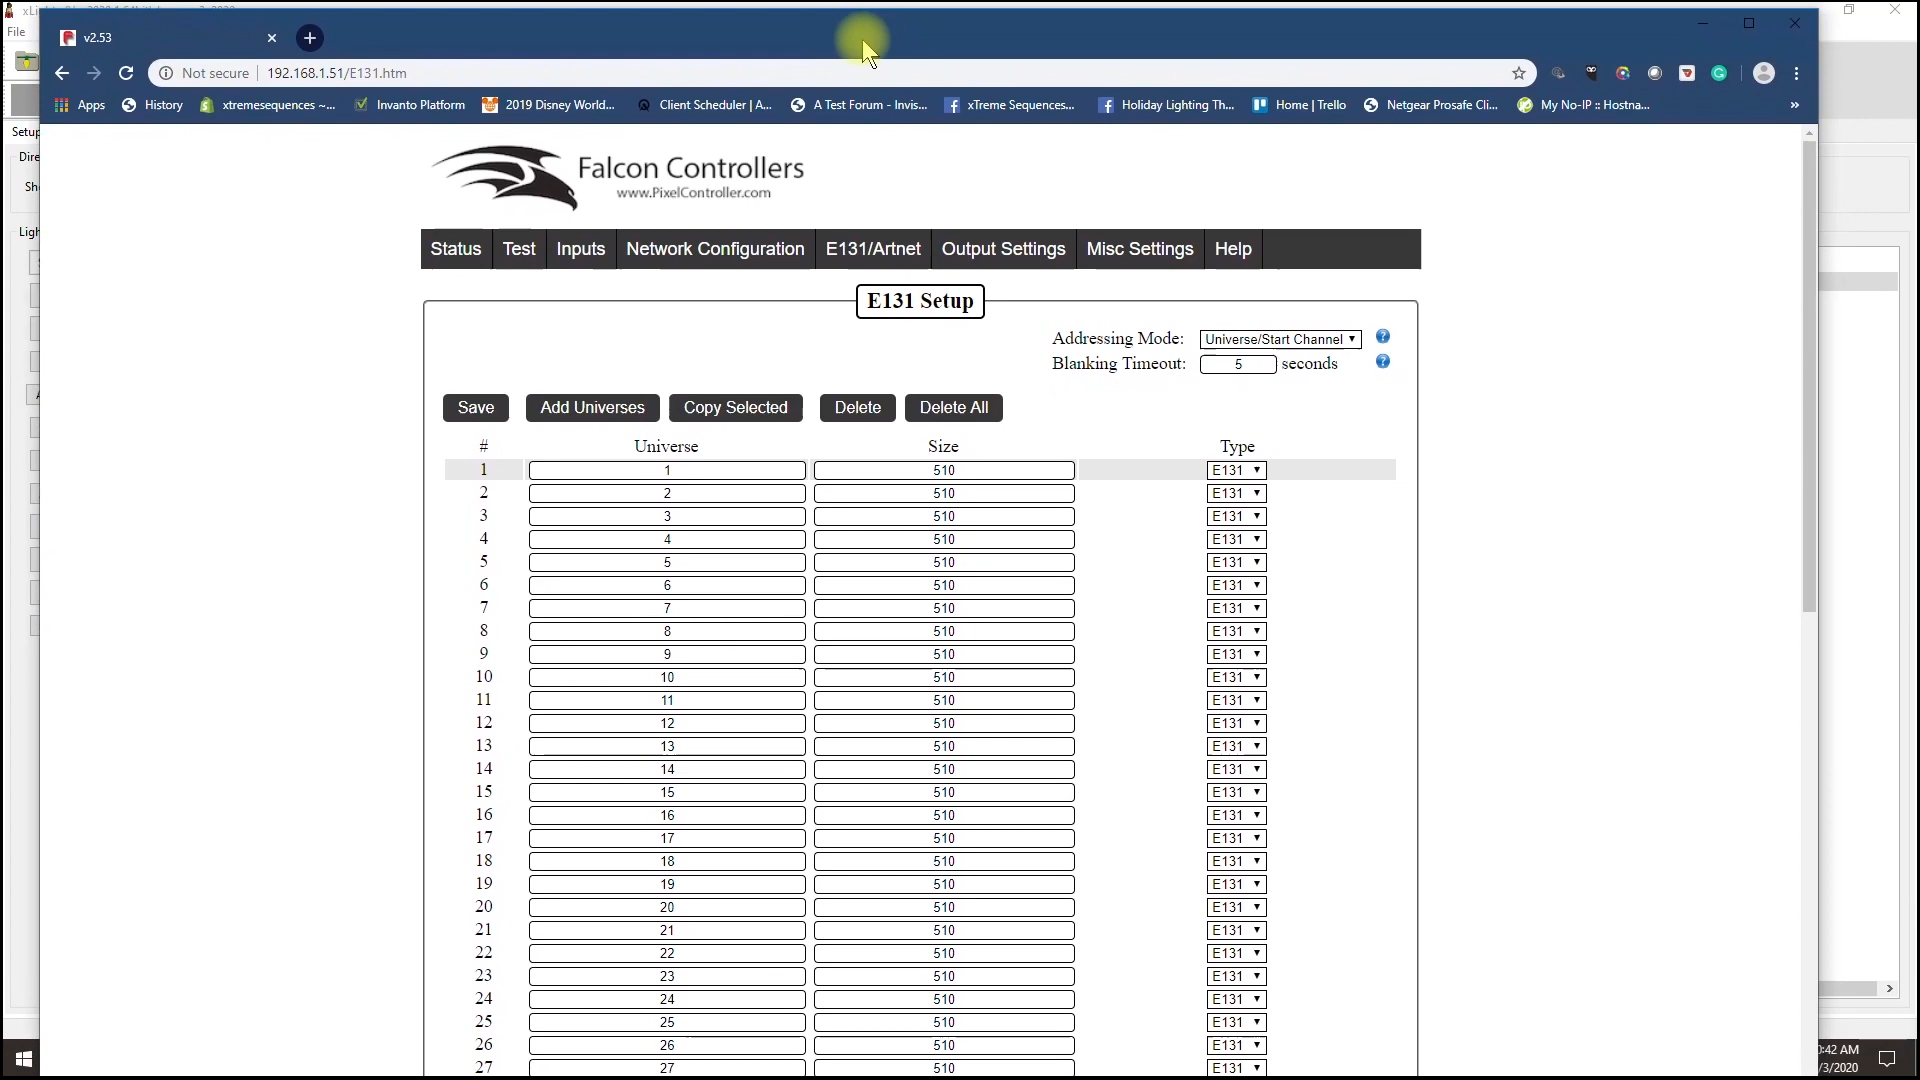 v2.53
File
Not secure 192.168.1.51/E131.htm
Apps History xtremesequences ~... Invanto Platform 2019 Disney World... Client Scheduler | A... A Test Forum - Invis... xTreme Sequences... Holiday Lighting Th... Home | Trello Netgear Prosafe Cli... My No-IP :: Hostna... »
Setup
Falcon Controllers
www.PixelController.com
Status Test Inputs Network Configuration E131/Artnet Output Settings Misc Settings Help
E131 Setup
Addressing Mode: Universe/Start Channel
Blanking Timeout: 5 seconds
Save Add Universes Copy Selected Delete Delete All
# Universe Size Type
1 1 510 E131
2 2 510 E131
3 3 510 E131
4 4 510 E131
5 5 510 E131
6 6 510 E131
7 7 510 E131
8 8 510 E131
9 9 510 E131
10 10 510 E131
11 11 510 E131
12 12 510 E131
13 13 510 E131
14 14 510 E131
15 15 510 E131
16 16 510 E131
17 17 510 E131
18 18 510 E131
19 19 510 E131
20 20 510 E131
21 21 510 E131
22 22 510 E131
23 23 510 E131
24 24 510 E131
25 25 510 E131
26 26 510 E131
27 27 510 E131
:42 AM
/3/2020